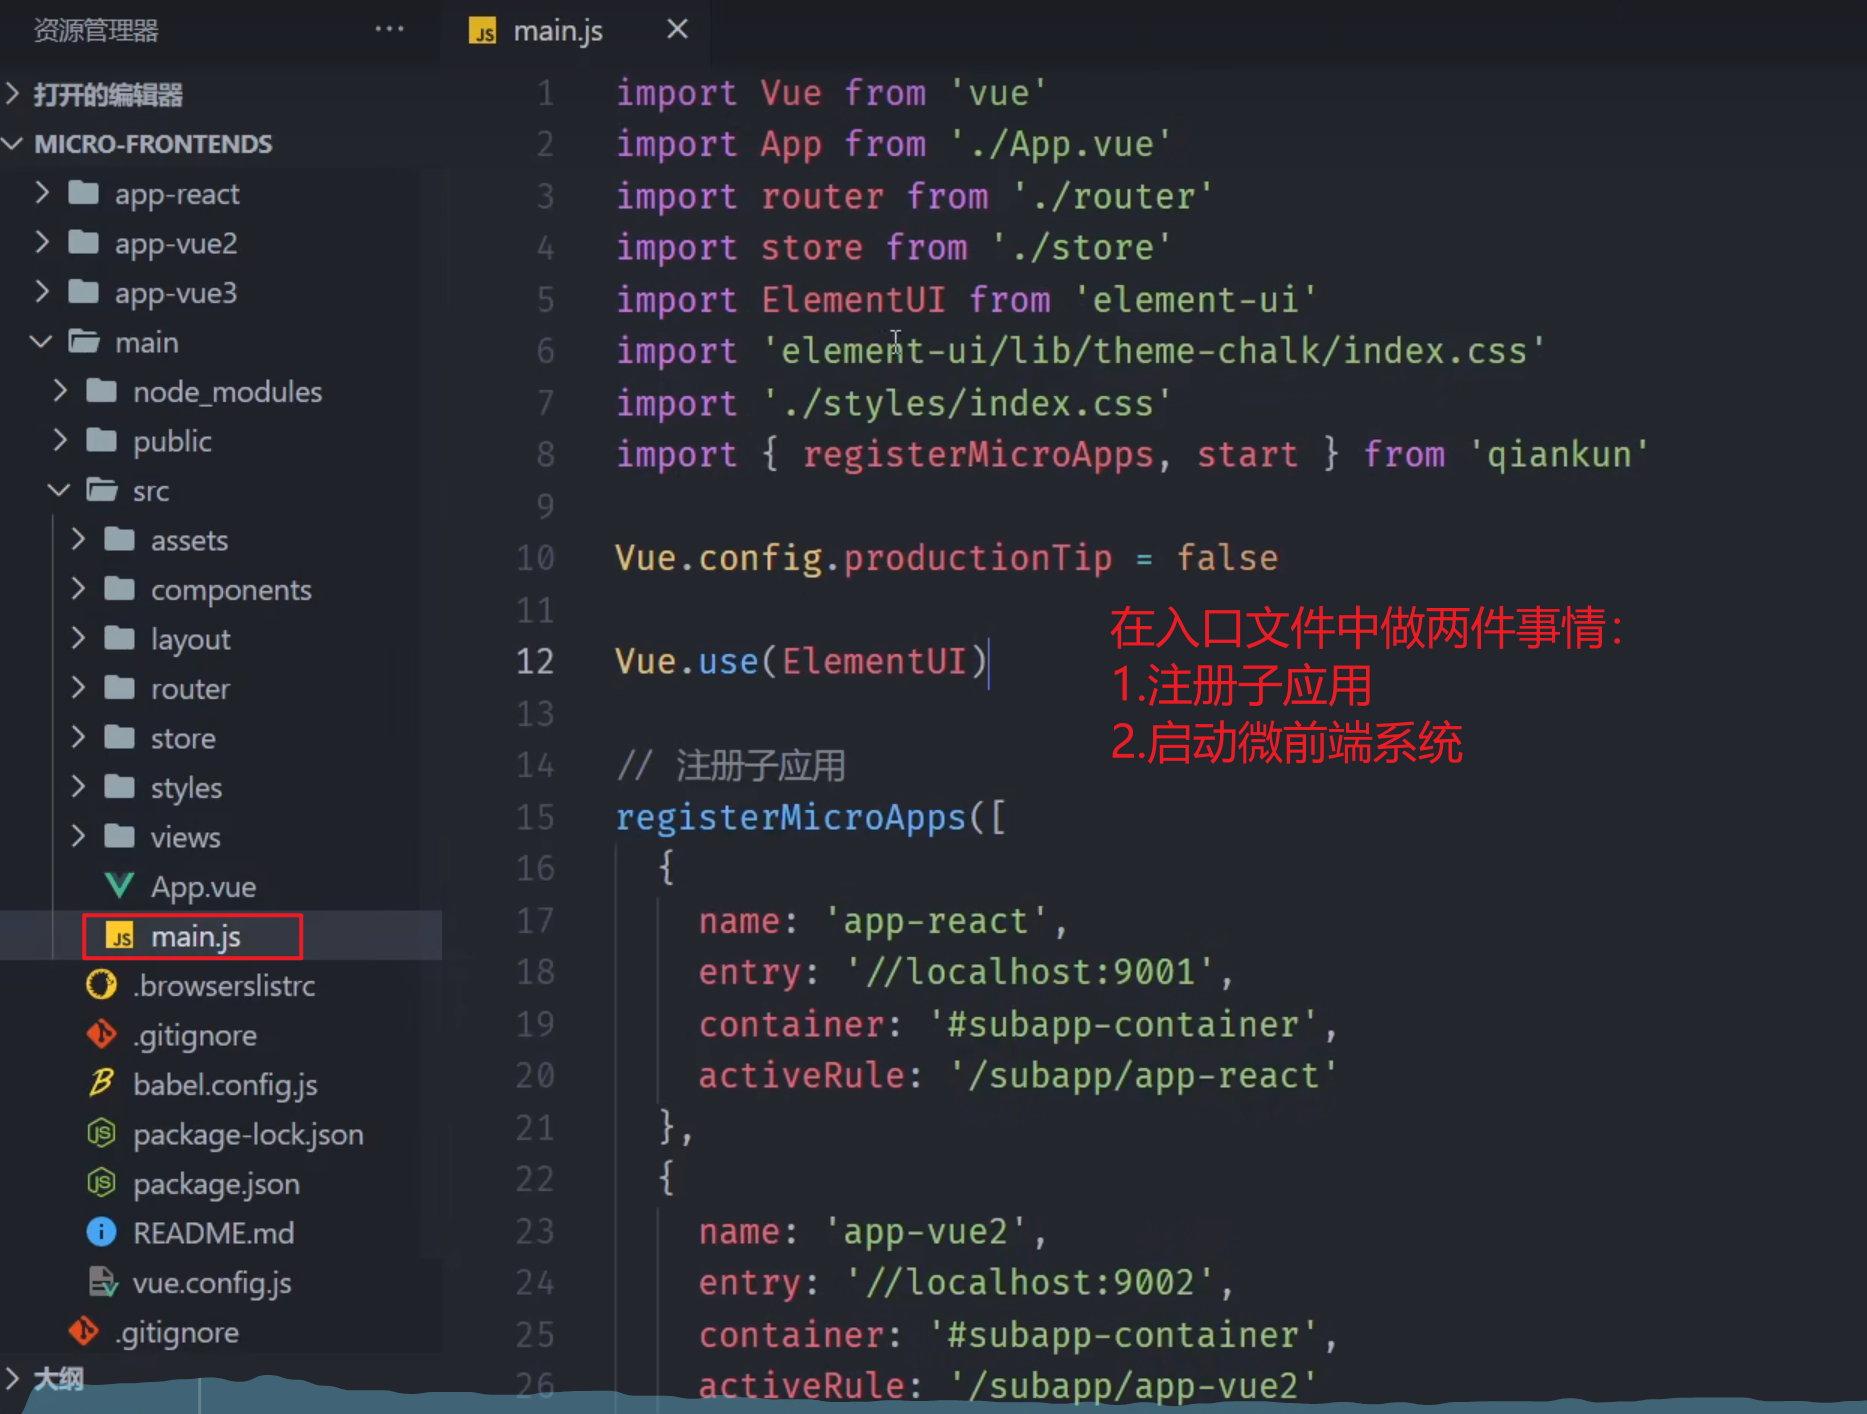 资源管理器
打开的编辑器
MICRO-FRONTENDS
app-react
app-vue2
app-vue3
main
node_modules
public
src
assets
components
layout
router
store
styles
views
App.vue
main.js
.browserslistrc
.gitignore
babel.config.js
package-lock.json
package.json
README.md
vue.config.js
.gitignore
大纲
main.js
1 import Vue from 'vue'
2 import App from './App.vue'
3 import router from './router'
4 import store from './store'
5 import ElementUI from 'element-ui'
6 import 'element-ui/lib/theme-chalk/index.css'
7 import './styles/index.css'
8 import { registerMicroApps, start } from 'qiankun'
9
10 Vue.config.productionTip = false
11
12 Vue.use(ElementUI)
13
14 // 注册子应用
15 registerMicroApps([
16 {
17 name: 'app-react',
18 entry: '//localhost:9001',
19 container: '#subapp-container',
20 activeRule: '/subapp/app-react'
21 },
22 {
23 name: 'app-vue2',
24 entry: '//localhost:9002',
25 container: '#subapp-container',
26 activeRule: '/subapp/app-vue2'
在入口文件中做两件事情：
1.注册子应用
2.启动微前端系统